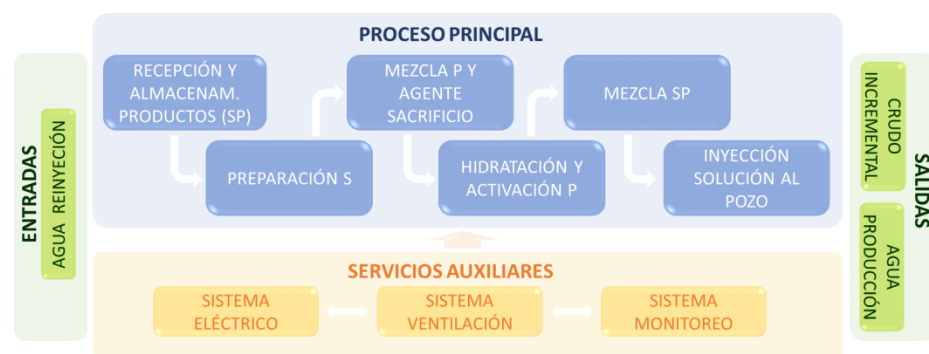 ENTRADAS
AGUA REINYECIÓN
PROCESO PRINCIPAL
RECEPCIÓN Y
ALMACENAM.
PRODUCTOS (SP)
PREPARACIÓN S
MEZCLA P Y
AGENTE
SACRIFICIO
HIDRATACIÓN Y
ACTIVACIÓN P
MEZCLA SP
INYECCIÓN
SOLUCIÓN AL
POZO
SERVICIOS AUXILIARES
SISTEMA
ELÉCTRICO
SISTEMA
VENTILACIÓN
SISTEMA
MONITOREO
SALIDAS
CRUDO
INCREMENTAL
AGUA
PRODUCCIÓN